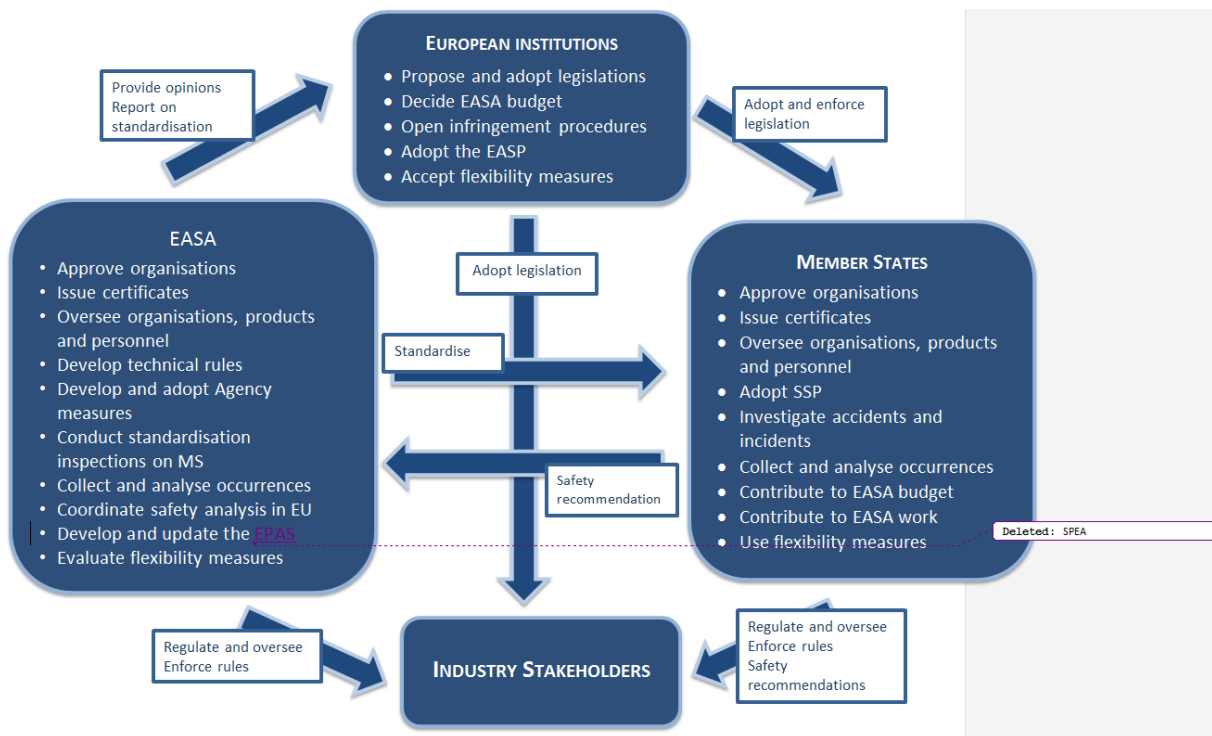 EUROPEAN INSTITUTIONS
• Propose and adopt legislations
• Decide EASA budget
• Open infringement procedures
• Adopt the EASP
• Accept flexibility measures
Provide opinions
Report on
standardisation
Adopt and enforce
legislation
EASA
• Approve organisations
• Issue certificates
• Oversee organisations, products
and personnel
• Develop technical rules
• Develop and adopt Agency
measures
• Conduct standardisation
inspections on MS
• Collect and analyse occurrences
• Coordinate safety analysis in EU
• Develop and update the EPAS
• Evaluate flexibility measures
Adopt legislation
Standardise
Safety
recommendation
MEMBER STATES
• Approve organisations
• Issue certificates
• Oversee organisations, products
and personnel
• Adopt SSP
• Investigate accidents and
incidents
• Collect and analyse occurrences
• Contribute to EASA budget
• Contribute to EASA work
• Use flexibility measures
Deleted: SPEA
Regulate and oversee
Enforce rules
INDUSTRY STAKEHOLDERS
Regulate and oversee
Enforce rules
Safety
recommendations